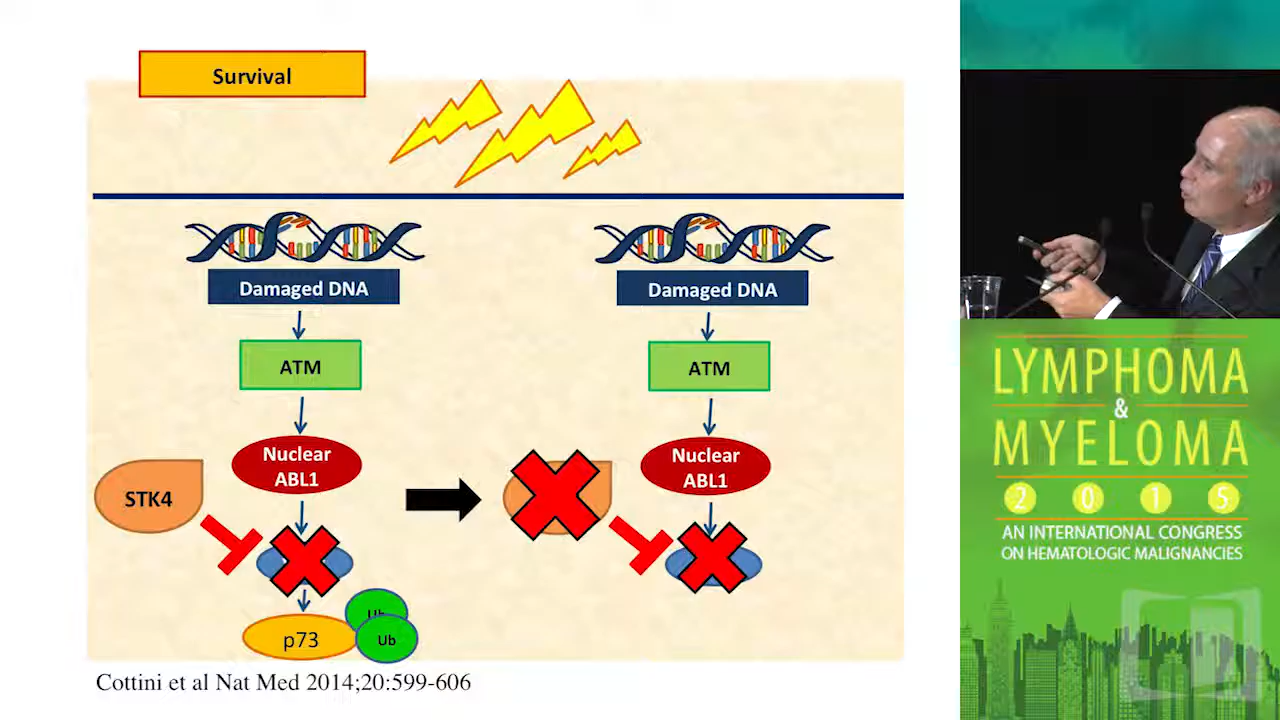 Survival
Damaged DNA
ATM
Nuclear
ABL1
STK4
p73
Ub
Ub
Damaged DNA
ATM
Nuclear
ABL1
Cottini et al Nat Med 2014;20:599-606
LYMPHOMA
&
MYELOMA
2 0 1 5
AN INTERNATIONAL CONGRESS
ON HEMATOLOGIC MALIGNANCIES